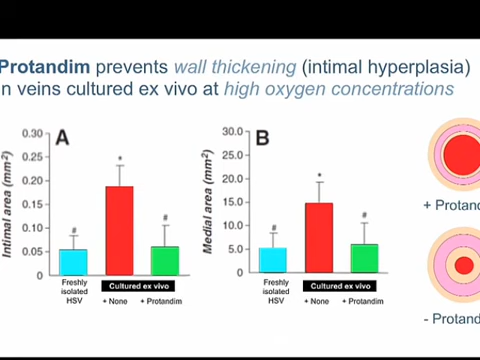 Protandim prevents wall thickening (intimal hyperplasia)
in veins cultured ex vivo at high oxygen concentrations
A
Intimal area (mm²)
0.30
0.25
0.20
0.15
0.10
0.05
0
#
*
#
Freshly
isolated
HSV
Cultured ex vivo
+ None
+ Protandim
B
Medial area (mm²)
30.0
25.0
20.0
15.0
10.0
5.0
0
#
*
#
Freshly
isolated
HSV
Cultured ex vivo
+ None
+ Protandim
+ Protand
- Protand